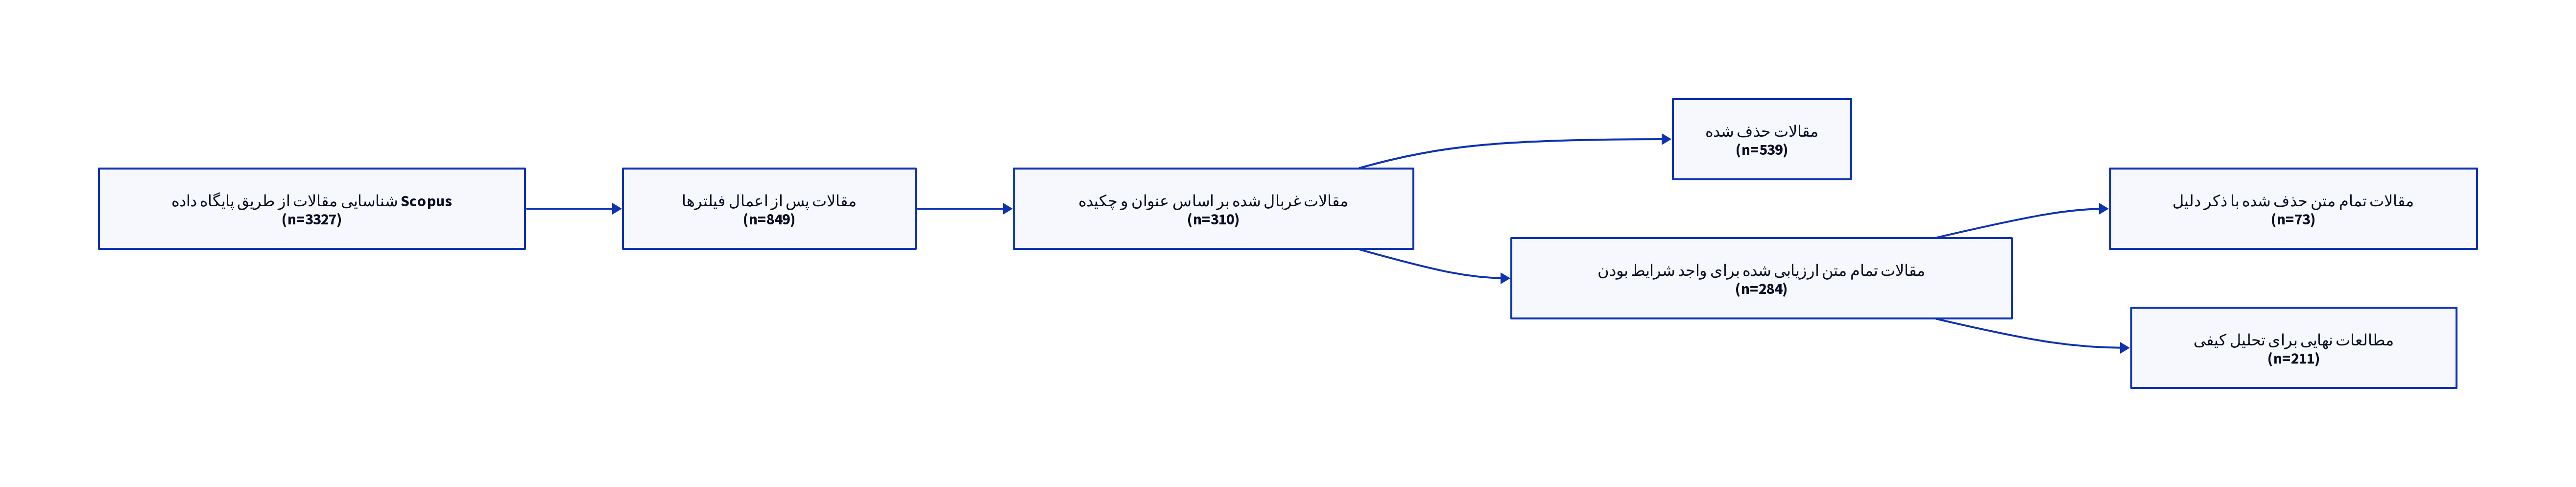 شناسایی مقالات از طریق پایگاه داده Scopus
(n=3327)
مقالات پس از اعمال فیلترها
(n=849)
مقالات غربال شده بر اساس عنوان و چکیده
(n=310)
مقالات حذف شده
(n=539)
مقالات تمام متن ارزیابی شده برای واجد شرایط بودن
(n=284)
مقالات تمام متن حذف شده با ذکر دلیل
(n=73)
مطالعات نهایی برای تحلیل کیفی
(n=211)